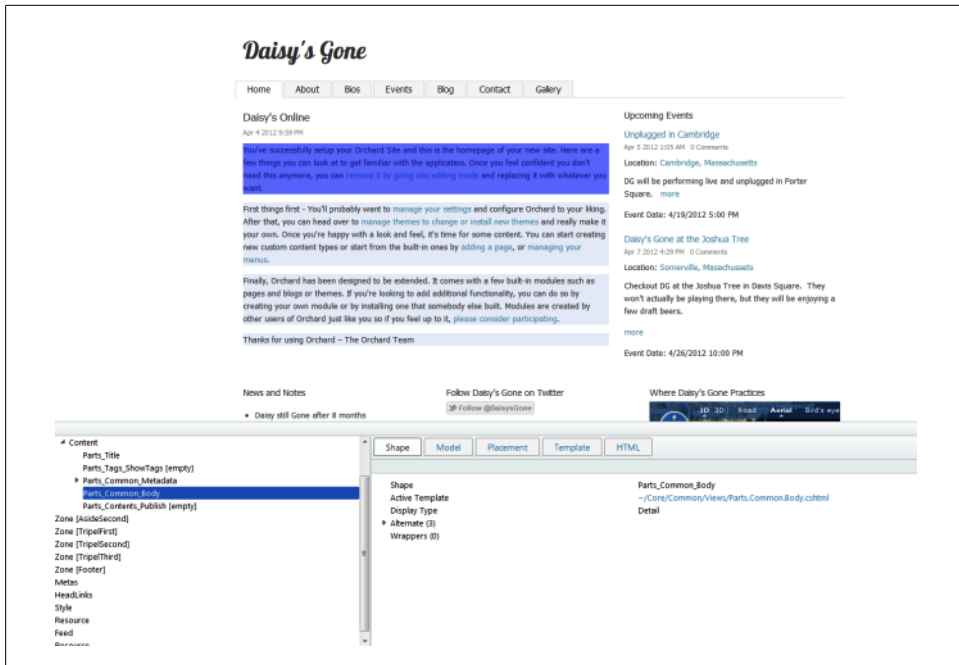 Daisy's Gone
Home About Bios Events Blog Contact Gallery
Daisy's Online
Apr 4 2012 9:59 PM
You've successfully setup your Orchard Site and this is the homepage of your new site. Here are a
few things you can look at to get familiar with the application. Once you feel confident you don't
need this anymore, you can remove it by going into editing mode and replacing it with whatever you
want.
First things first - You'll probably want to manage your settings and configure Orchard to your liking.
After that, you can head over to manage themes to change or install new themes and really make it
your own. Once you're happy with a look and feel, it's time for some content. You can start creating
new custom content types or start from the built-in ones by adding a page, or managing your
menus.
Finally, Orchard has been designed to be extended. It comes with a few built-in modules such as
pages and blogs or themes. If you're looking to add additional functionality, you can do so by
creating your own module or by installing one that somebody else built. Modules are created by
other users of Orchard just like you so if you feel up to it, please consider participating.
Thanks for using Orchard – The Orchard Team
Upcoming Events
Unplugged in Cambridge
Apr 5 2012 1:05 AM 0 Comments
Location: Cambridge, Massachusetts
DG will be performing live and unplugged in Porter
Square. more
Event Date: 4/19/2012 5:00 PM
Daisy's Gone at the Joshua Tree
Apr 7 2012 4:29 PM 0 Comments
Location: Somerville, Masachussets
Checkout DG at the Joshua Tree in Davis Square. They
won't actually be playing there, but they will be enjoying a
few draft beers.
more
Event Date: 4/26/2012 10:00 PM
News and Notes
• Daisy still Gone after 8 months
Follow Daisy's Gone on Twitter
Follow @DaisysGone
Where Daisy's Gone Practices
2D 3D Road Aerial Bird's eye
Content
Parts_Title
Parts_Tags_ShowTags [empty]
Parts_Common_Metadata
Parts_Common_Body
Parts_Contents_Publish [empty]
Zone [AsideSecond]
Zone [TripelFirst]
Zone [TripelSecond]
Zone [TripelThird]
Zone [Footer]
Metas
HeadLinks
Style
Resource
Feed
Resource
Shape Model Placement Template HTML
Shape Parts_Common_Body
Active Template ~/Core/Common/Views/Parts.Common.Body.cshtml
Display Type Detail
Alternate (3)
Wrappers (0)